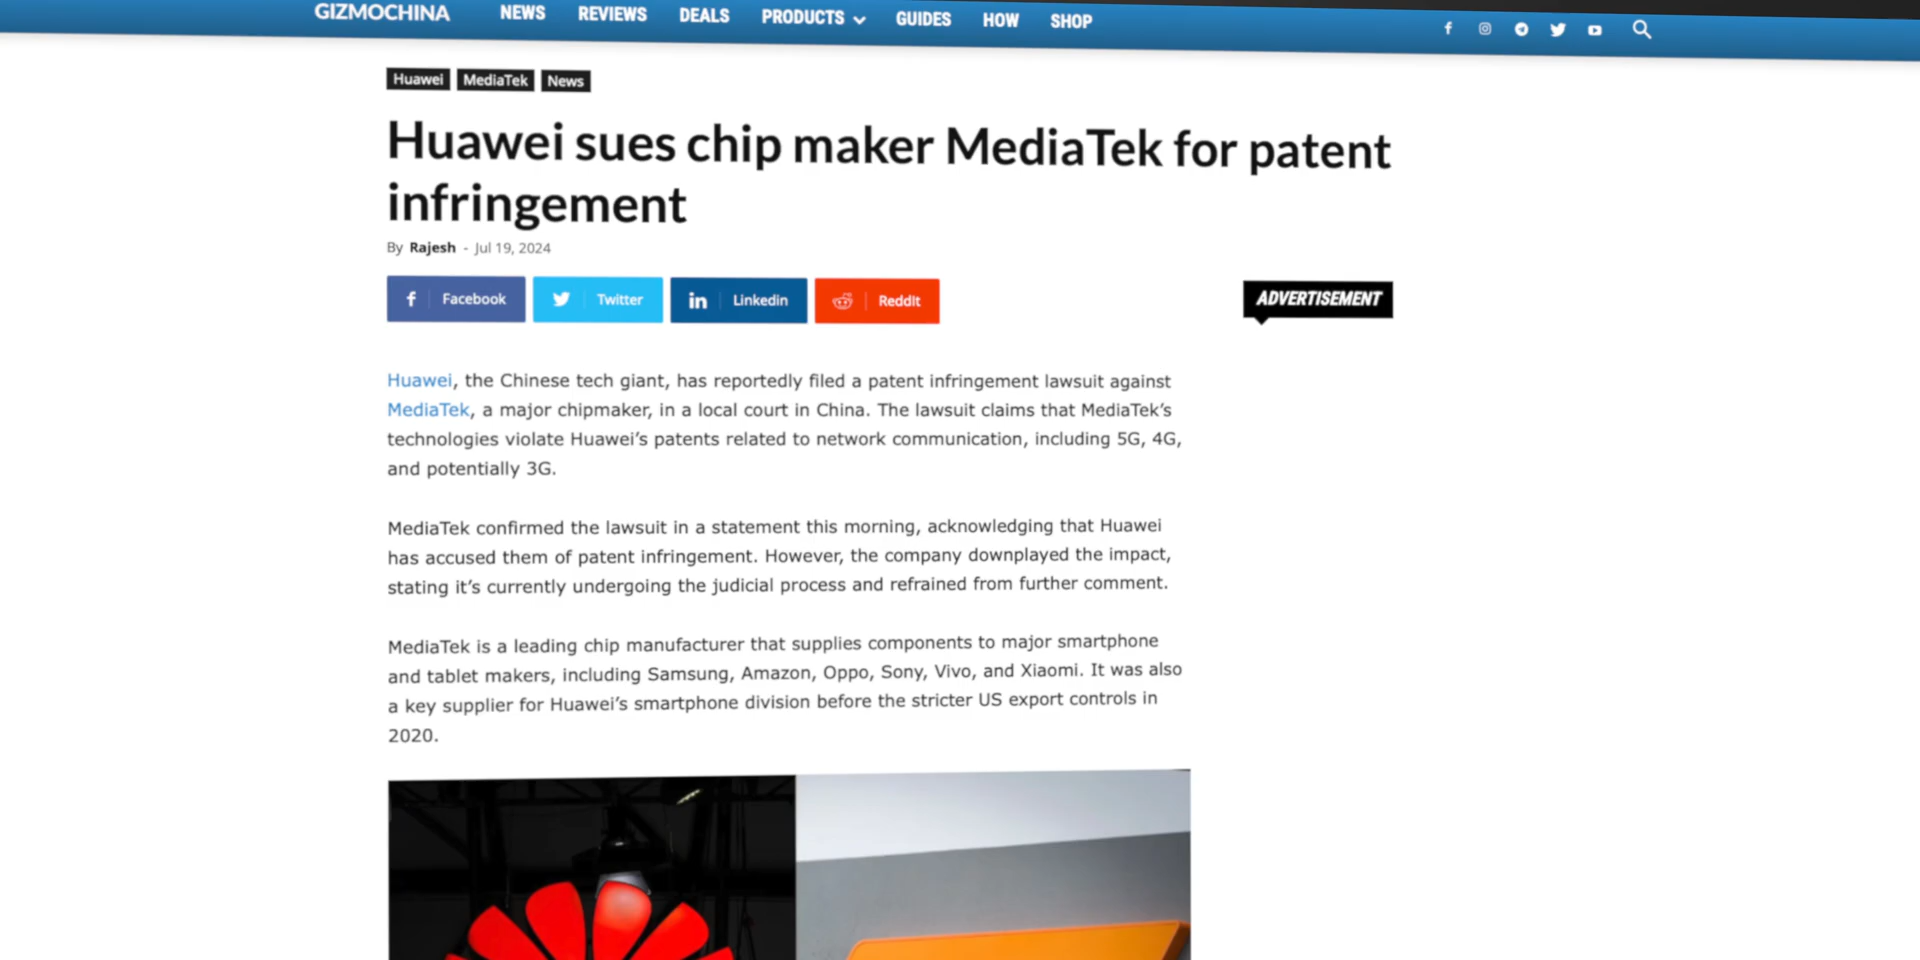 GIZMOCHINA NEWS REVIEWS DEALS PRODUCTS GUIDES HOW SHOP
Huawei MediaTek News
Huawei sues chip maker MediaTek for patent
infringement
By Rajesh - Jul 19, 2024
Facebook Twitter Linkedin ReddIt
ADVERTISEMENT
Huawei, the Chinese tech giant, has reportedly filed a patent infringement lawsuit against
MediaTek, a major chipmaker, in a local court in China. The lawsuit claims that MediaTek’s
technologies violate Huawei’s patents related to network communication, including 5G, 4G,
and potentially 3G.
MediaTek confirmed the lawsuit in a statement this morning, acknowledging that Huawei
has accused them of patent infringement. However, the company downplayed the impact,
stating it’s currently undergoing the judicial process and refrained from further comment.
MediaTek is a leading chip manufacturer that supplies components to major smartphone
and tablet makers, including Samsung, Amazon, Oppo, Sony, Vivo, and Xiaomi. It was also
a key supplier for Huawei’s smartphone division before the stricter US export controls in
2020.